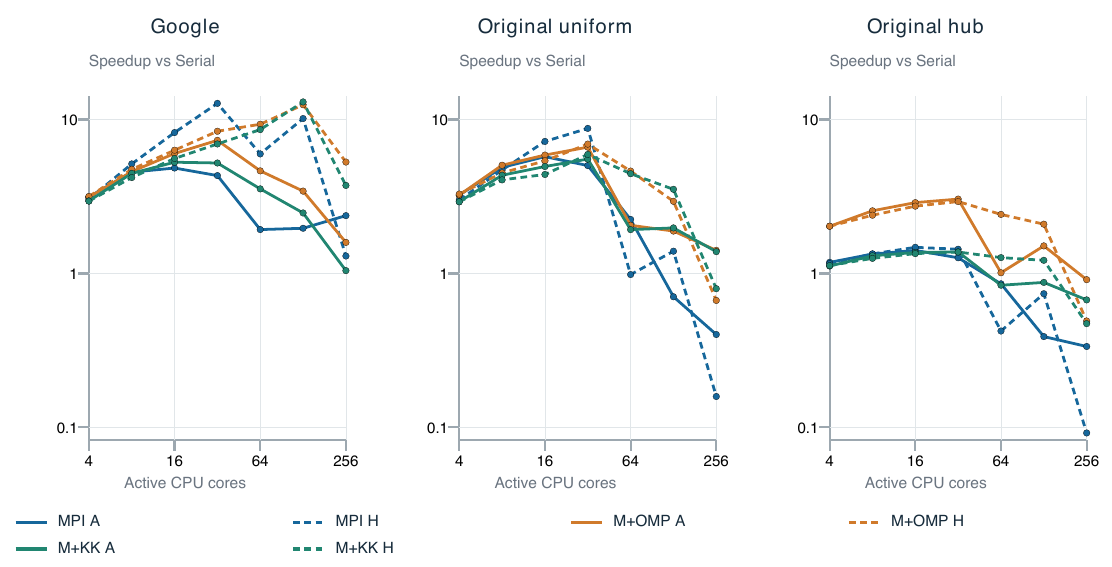 Google
Original uniform
Original hub
Speedup vs Serial
Speedup vs Serial
Speedup vs Serial
10
1
0.1
4
16
64
256
Active CPU cores
10
1
0.1
4
16
64
256
Active CPU cores
10
1
0.1
4
16
64
256
Active CPU cores
MPI A
MPI H
M+OMP A
M+OMP H
M+KK A
M+KK H